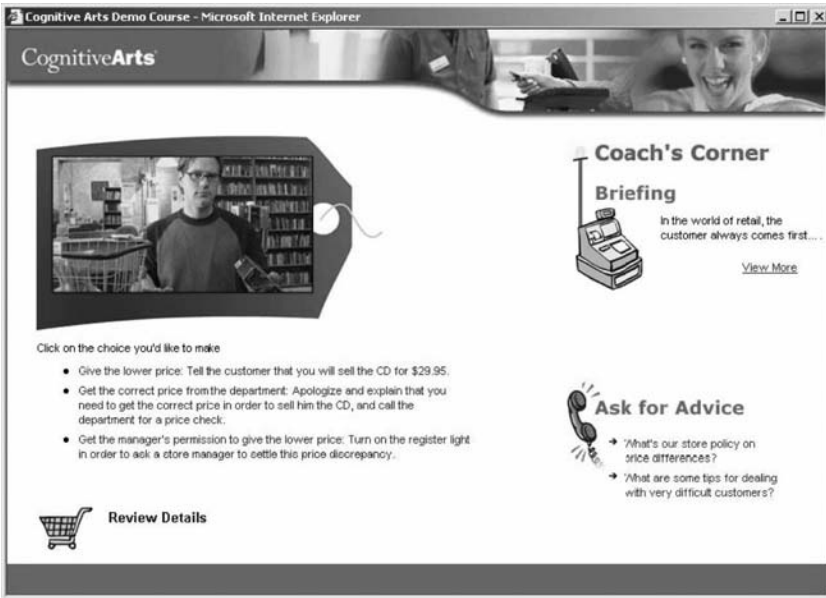 Cognitive Arts Demo Course - Microsoft Internet Explorer
CognitiveArts
Coach's Corner
Briefing
In the world of retail, the
customer always comes first....
View More
Click on the choice you'd like to make
Give the lower price: Tell the customer that you will sell the CD for $29.95.
Get the correct price from the department: Apologize and explain that you
need to get the correct price in order to sell him the CD, and call the
department for a price check.
Get the manager's permission to give the lower price: Turn on the register light
in order to ask a store manager to settle this price discrepancy.
Ask for Advice
What's our store policy on
price differences?
What are some tips for dealing
with very difficult customers?
Review Details